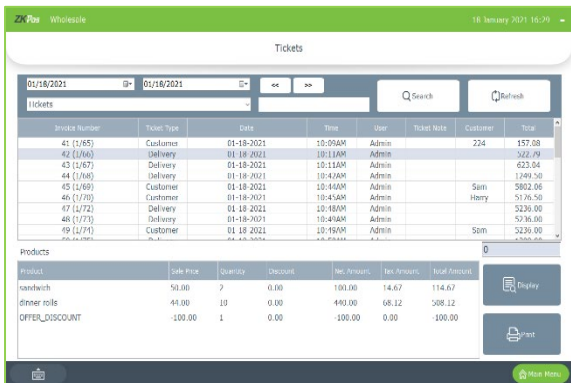 ZKPos Wholesale 18 January 2021 16:29
Tickets
01/18/2021 01/18/2021 << >> Search Refresh
Tickets
Invoice Number Ticket Type Date Time User Ticket Note Customer Total
41 (1/65) Customer 01-18-2021 10:09AM Admin 224 157.08
42 (1/66) Delivery 01-18-2021 10:11AM Admin 522.79
43 (1/67) Delivery 01-18-2021 10:11AM Admin 623.04
44 (1/68) Delivery 01-18-2021 10:42AM Admin 1249.50
45 (1/69) Customer 01-18-2021 10:44AM Admin Sam 5802.06
46 (1/70) Customer 01-18-2021 10:45AM Admin Harry 5176.50
47 (1/72) Delivery 01-18-2021 10:48AM Admin 5236.00
48 (1/73) Delivery 01-18-2021 10:49AM Admin 5236.00
49 (1/74) Customer 01-18-2021 10:49AM Admin Sam 5236.00
Products 0
Product Sale Price Quantity Discount Net Amount Tax Amount Total Amount
sandwich 50.00 2 0.00 100.00 14.67 114.67
Display
dinner rolls 44.00 10 0.00 440.00 68.12 508.12
OFFER_DISCOUNT -100.00 1 0.00 -100.00 0.00 -100.00
Print
Main Menu